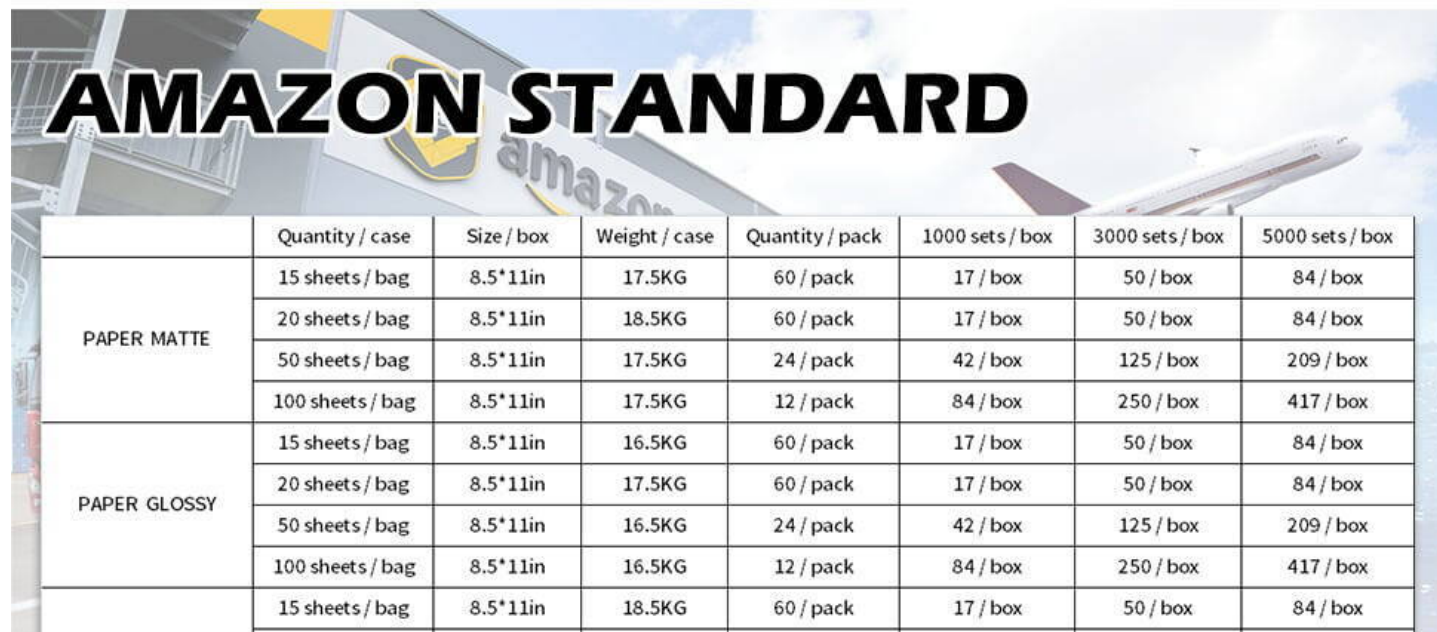 AMAZON STANDARD
amazon
Quantity / case Size / box Weight / case Quantity / pack 1000 sets / box 3000 sets / box 5000 sets / box
15 sheets / bag 8.5*11in 17.5KG 60 / pack 17 / box 50 / box 84 / box
20 sheets / bag 8.5*11in 18.5KG 60 / pack 17 / box 50 / box 84 / box
PAPER MATTE
50 sheets / bag 8.5*11in 17.5KG 24 / pack 42 / box 125 / box 209 / box
100 sheets / bag 8.5*11in 17.5KG 12 / pack 84 / box 250 / box 417 / box
15 sheets / bag 8.5*11in 16.5KG 60 / pack 17 / box 50 / box 84 / box
20 sheets / bag 8.5*11in 17.5KG 60 / pack 17 / box 50 / box 84 / box
PAPER GLOSSY
50 sheets / bag 8.5*11in 16.5KG 24 / pack 42 / box 125 / box 209 / box
100 sheets / bag 8.5*11in 16.5KG 12 / pack 84 / box 250 / box 417 / box
15 sheets / bag 8.5*11in 18.5KG 60 / pack 17 / box 50 / box 84 / box